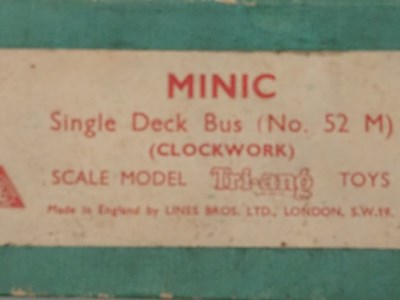 MINIC
Single Deck Bus (No. 52 M)
(CLOCKWORK)
SCALE MODEL Tri-ang TOYS
Made in England by LINES BROS. LTD., LONDON, S.W.19.